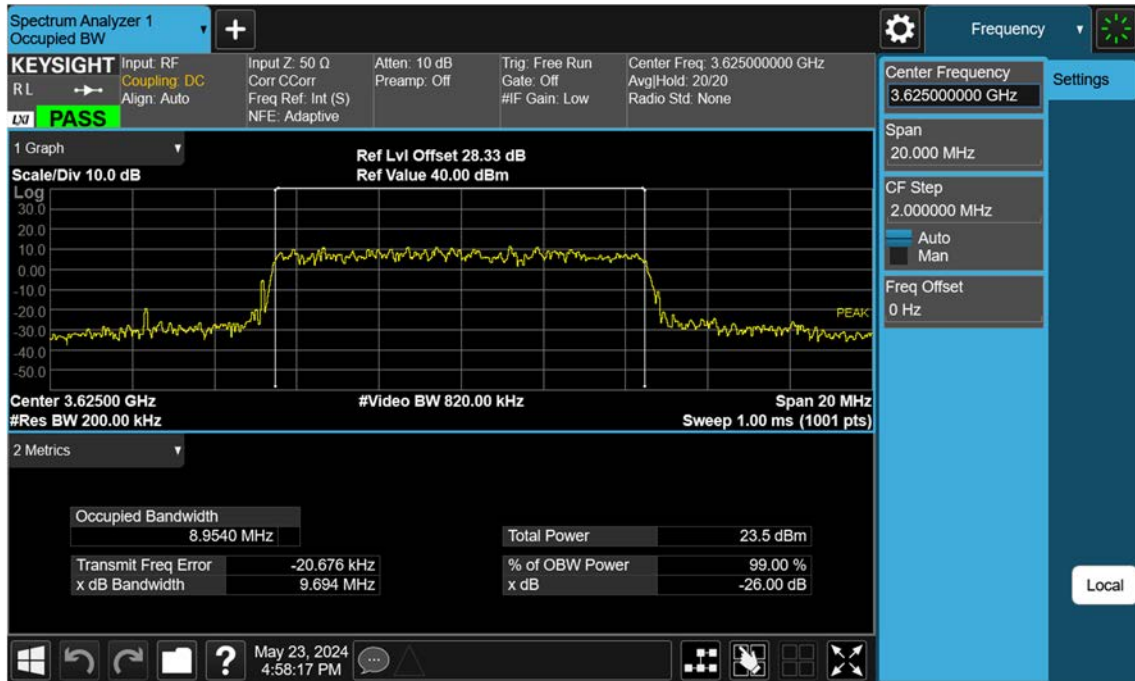 Spectrum Analyzer 1
Occupied BW
+
Frequency
KEYSIGHT
R L
LXI PASS
Input: RF
Coupling: DC
Align: Auto
Input Z: 50 Ω
Corr CCorr
Freq Ref: Int (S)
NFE: Adaptive
Atten: 10 dB
Preamp: Off
Trig: Free Run
Gate: Off
#IF Gain: Low
Center Freq: 3.625000000 GHz
Avg|Hold: 20/20
Radio Std: None
Center Frequency
3.625000000 GHz
Settings
Span
20.000 MHz
CF Step
2.000000 MHz
Auto
Man
Freq Offset
0 Hz
Local
1 Graph
Scale/Div 10.0 dB
Ref Lvl Offset 28.33 dB
Ref Value 40.00 dBm
Log
30.0
20.0
10.0
0.00
-10.0
-20.0
-30.0
-40.0
-50.0
PEAK
Center 3.62500 GHz
#Video BW 820.00 kHz
Span 20 MHz
#Res BW 200.00 kHz
Sweep 1.00 ms (1001 pts)
2 Metrics
Occupied Bandwidth
8.9540 MHz
Total Power 23.5 dBm
Transmit Freq Error -20.676 kHz
% of OBW Power 99.00 %
x dB Bandwidth 9.694 MHz
x dB -26.00 dB
?
May 23, 2024
4:58:17 PM